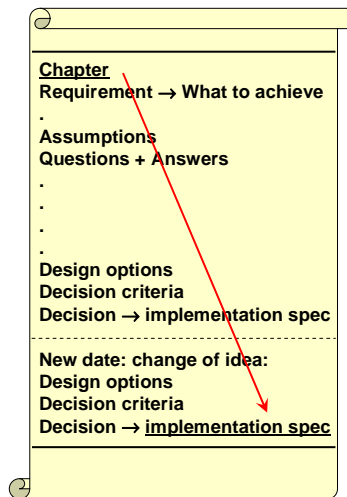 Chapter
Requirement → What to achieve
.
Assumptions
Questions + Answers
.
.
.
.
Design options
Decision criteria
Decision → implementation spec
New date: change of idea:
Design options
Decision criteria
Decision → implementation spec